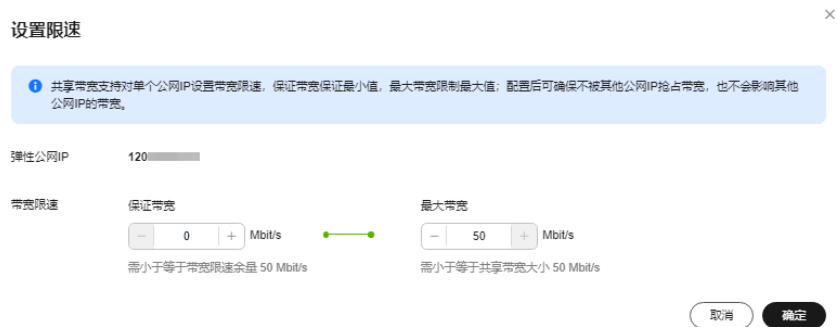 设置限速
共享带宽支持对单个公网IP设置带宽限速，保证带宽保证最小值，最大带宽限制最大值；配置后可确保不被其他公网IP抢占带宽，也不会影响其他
公网IP的带宽。
弹性公网IP 120
带宽限速 保证带宽 最大带宽
0 Mbit/s 50 Mbit/s
需小于等于带宽限速余量 50 Mbit/s 需小于等于共享带宽大小 50 Mbit/s
取消 确定